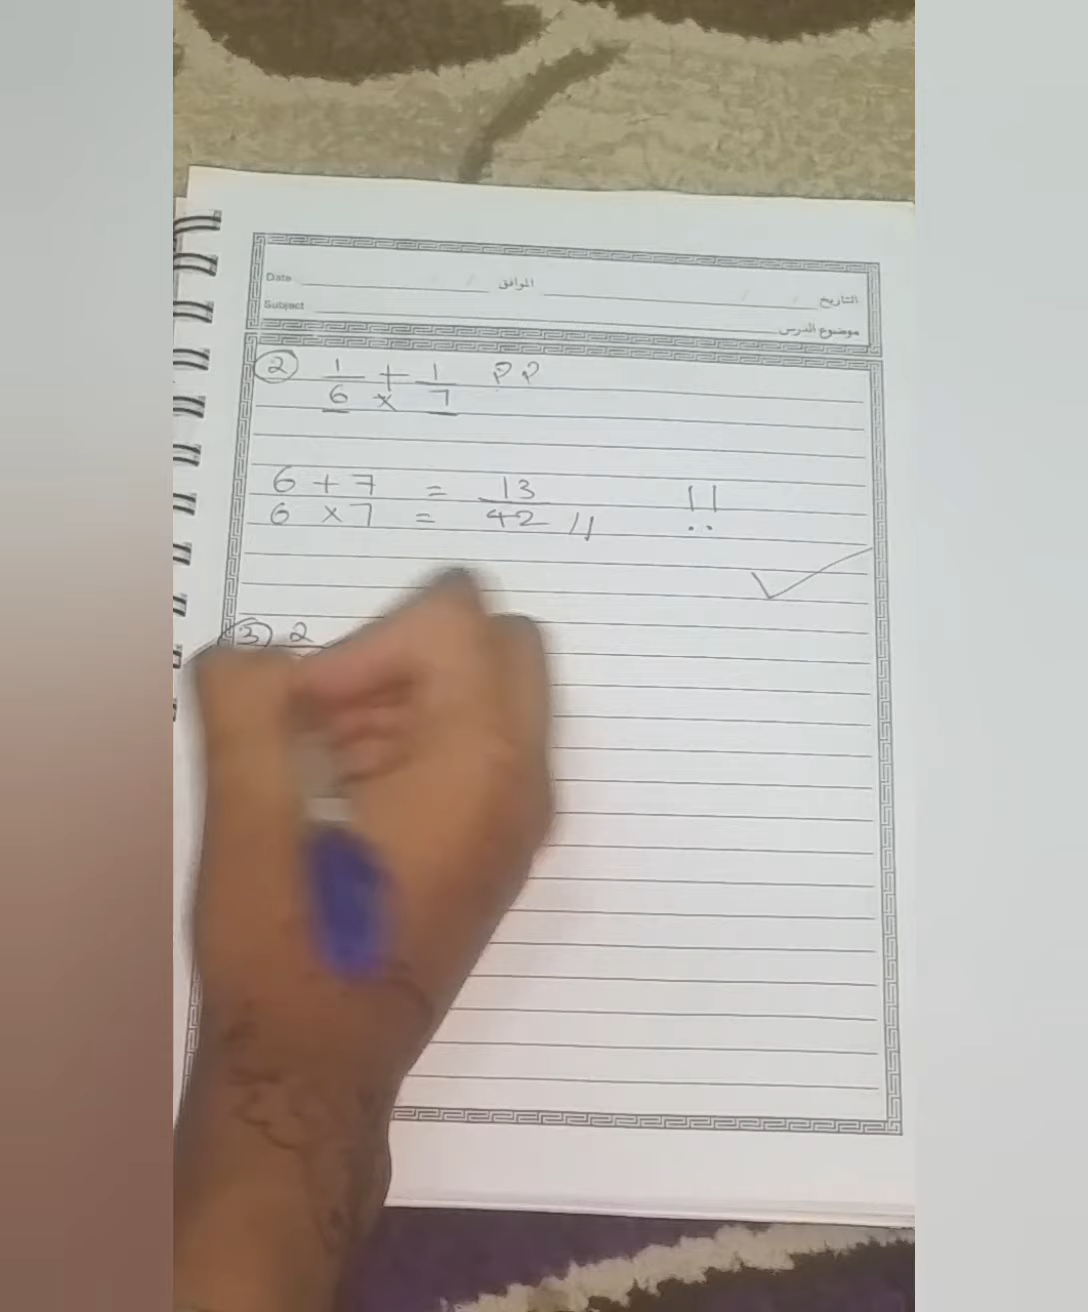 Date الموافق التاريخ
Subject موضوع الدرس
2 1/6 + 1/7 ??
×
6 + 7 = 13 !!
6 × 7 = 42 //
3 2